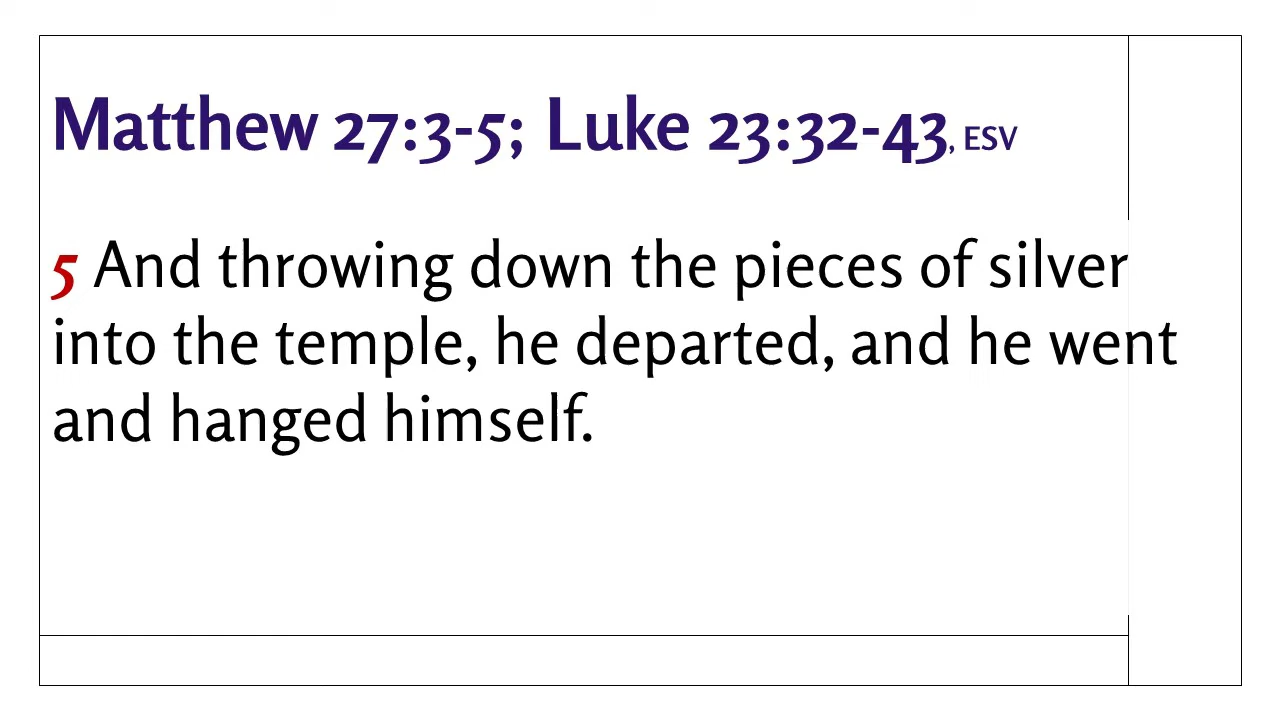 Matthew 27:3-5; Luke 23:32-43, ESV
5 And throwing down the pieces of silver
into the temple, he departed, and he went
and hanged himself.